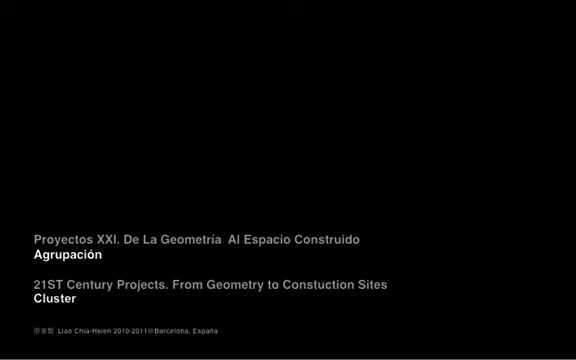 Proyectos XXI. De La Geometría Al Espacio Construido
Agrupación
21ST Century Projects. From Geometry to Constuction Sites
Cluster
廖家賢 Liao Chia-Hsien 2010-2011@Barcelona, España